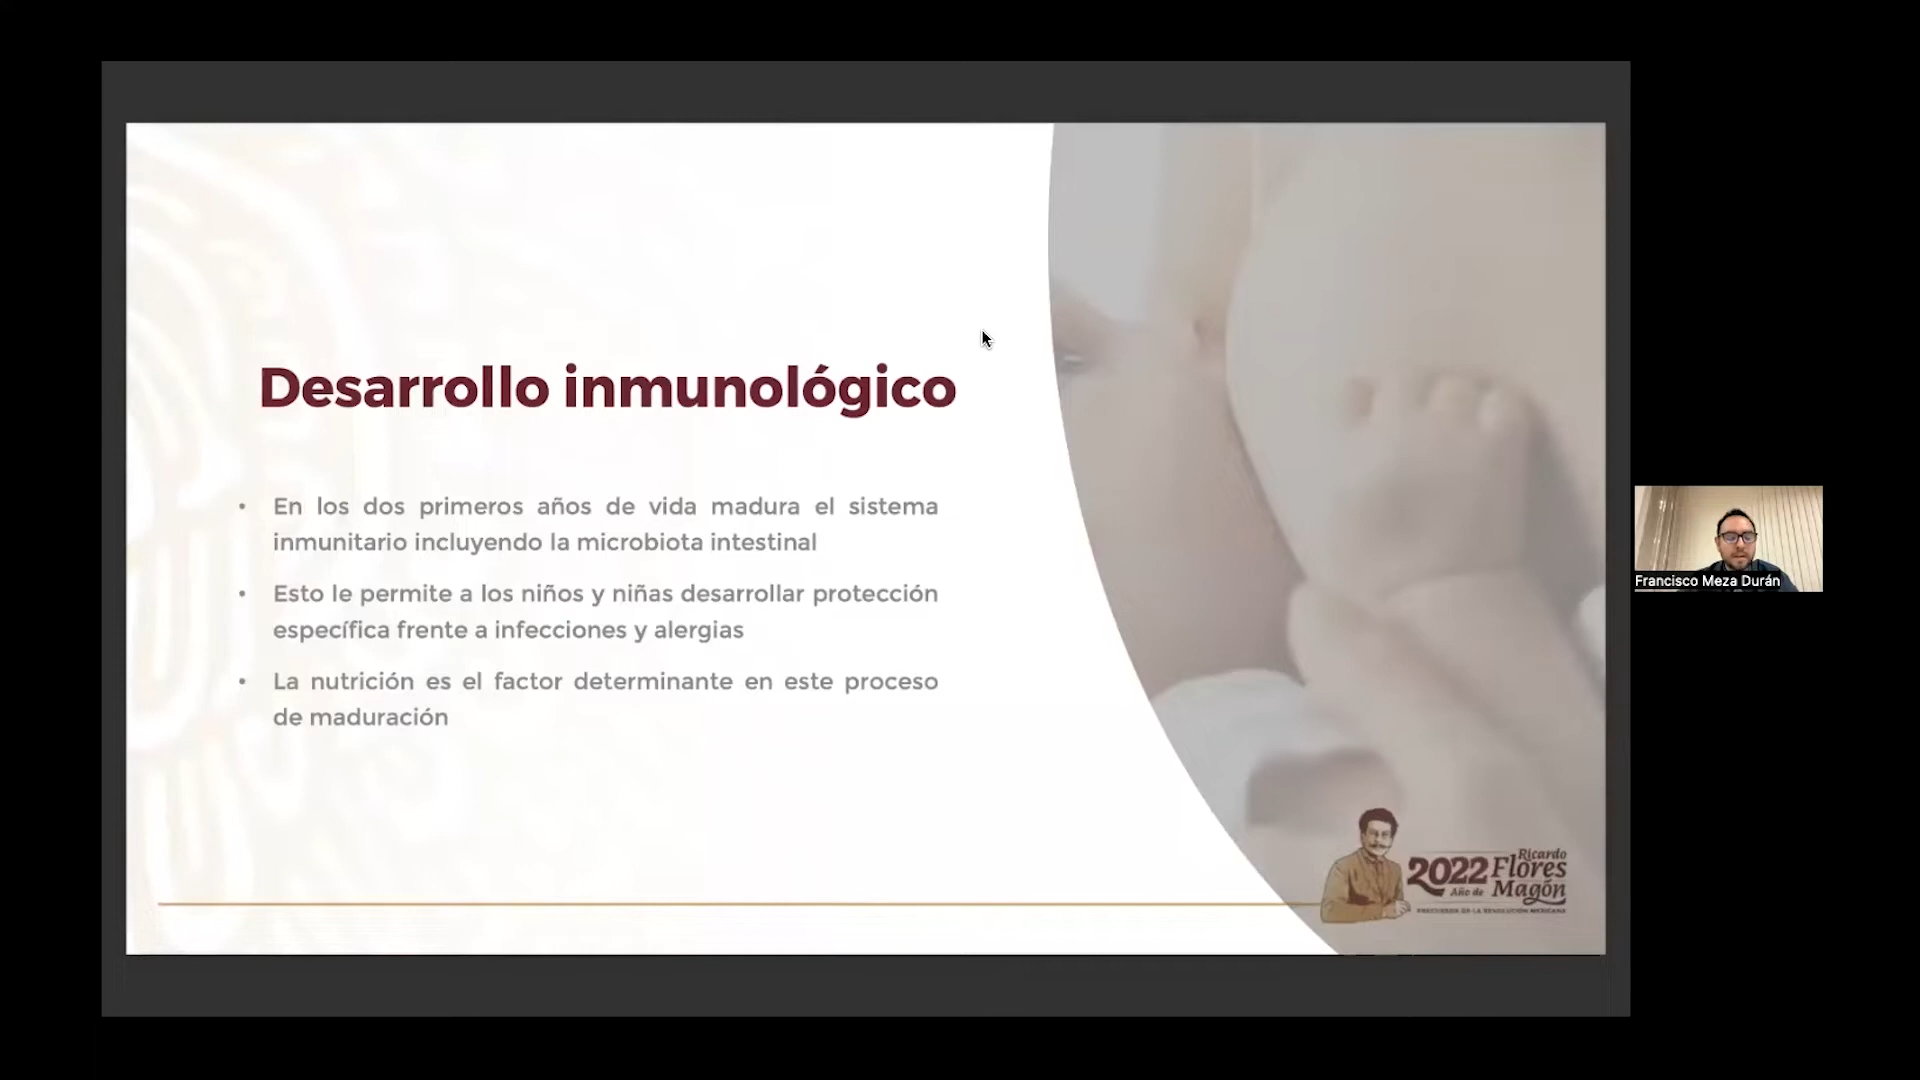 Desarrollo inmunológico
• En los dos primeros años de vida madura el sistema
inmunitario incluyendo la microbiota intestinal
• Esto le permite a los niños y niñas desarrollar protección
específica frente a infecciones y alergias
• La nutrición es el factor determinante en este proceso
de maduración
Francisco Meza Durán
2022
Año de
Ricardo
Flores
Magón
PRECURSOR DE LA REVOLUCIÓN MEXICANA